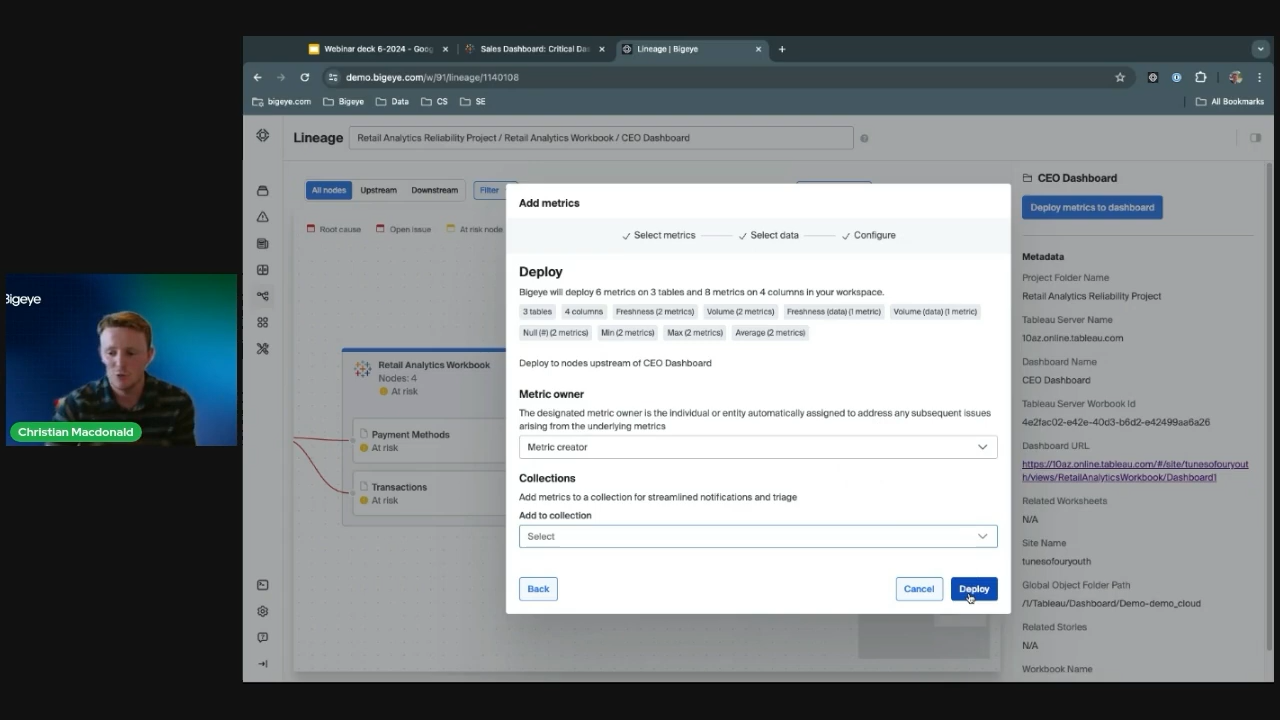 Webinar deck 6-2024 - Goog
Sales Dashboard: Critical Da
Lineage | Bigeye
demo.bigeye.com/w/91/lineage/1140108
bigeye.com
Bigeye
Data
CS
SE
All Bookmarks
Lineage
Retail Analytics Reliability Project / Retail Analytics Workbook / CEO Dashboard
All nodes
Upstream
Downstream
Filter
Root cause
Open issue
At risk node
Retail Analytics Workbook
Nodes: 4
At risk
Payment Methods
At risk
Transactions
At risk
Add metrics
Select metrics
Select data
Configure
Deploy
Bigeye will deploy 6 metrics on 3 tables and 8 metrics on 4 columns in your workspace.
3 tables
4 columns
Freshness (2 metrics)
Volume (2 metrics)
Freshness (data) (1 metric)
Volume (data) (1 metric)
Null (#) (2 metrics)
Min (2 metrics)
Max (2 metrics)
Average (2 metrics)
Deploy to nodes upstream of CEO Dashboard
Metric owner
The designated metric owner is the individual or entity automatically assigned to address any subsequent issues
arising from the underlying metrics
Metric creator
Collections
Add metrics to a collection for streamlined notifications and triage
Add to collection
Select
Back
Cancel
Deploy
CEO Dashboard
Deploy metrics to dashboard
Metadata
Project Folder Name
Retail Analytics Reliability Project
Tableau Server Name
10az.online.tableau.com
Dashboard Name
CEO Dashboard
Tableau Server Worbook Id
4e2fac02-e42e-40d3-b6d2-e42499aa6a26
Dashboard URL
https://10az.online.tableau.com/#/site/tunesofyouryout
h/views/RetailAnalyticsWorkbook/Dashboard1
Related Worksheets
N/A
Site Name
tunesofouryouth
Global Object Folder Path
/1/Tableau/Dashboard/Demo-demo_cloud
Related Stories
N/A
Workbook Name
Bigeye
Christian Macdonald